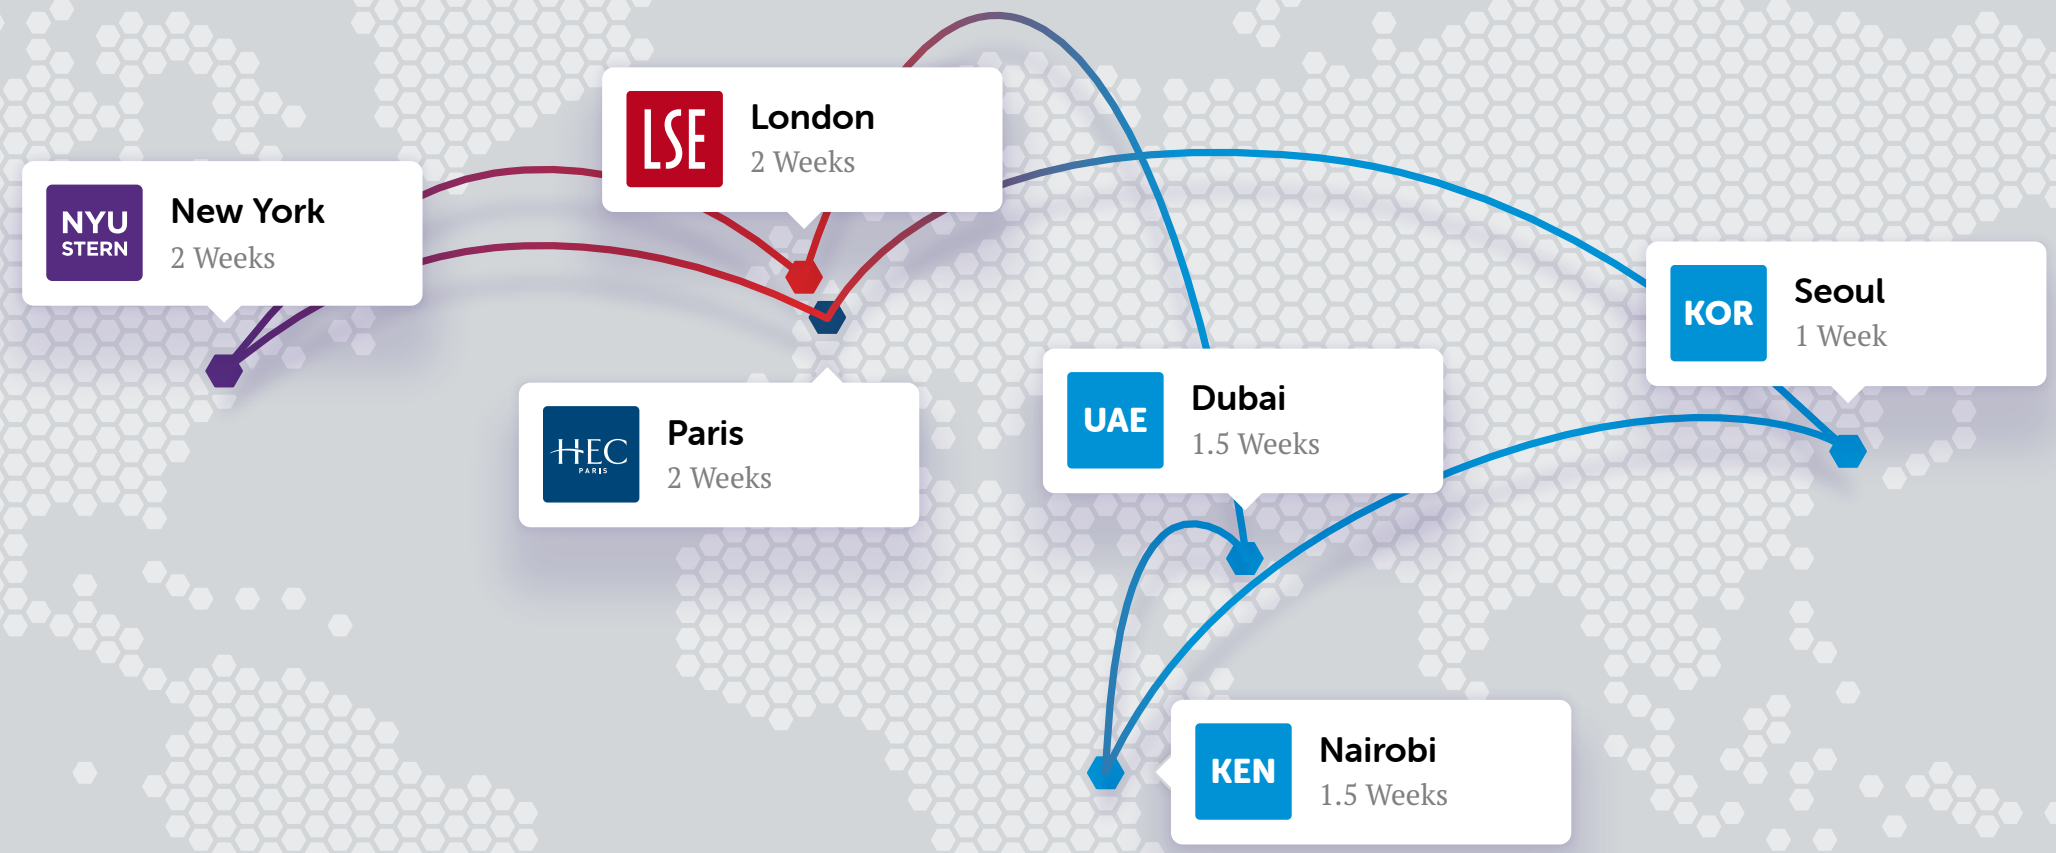 LSE
London
2 Weeks
NYU
STERN
New York
2 Weeks
KOR
Seoul
1 Week
UAE
Dubai
1.5 Weeks
HEC
PARIS
Paris
2 Weeks
KEN
Nairobi
1.5 Weeks